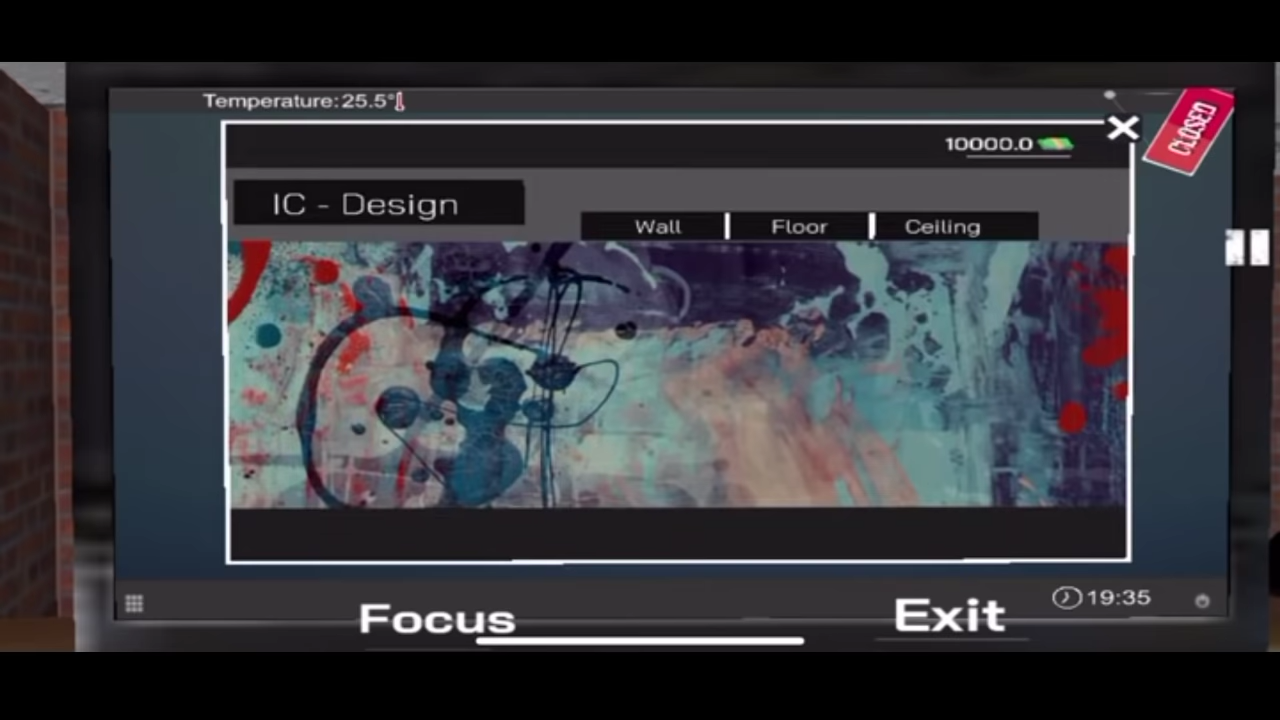 Temperature: 25.5°
CLOSED
10000.0
IC - Design
Wall
Floor
Ceiling
19:35
Focus
Exit